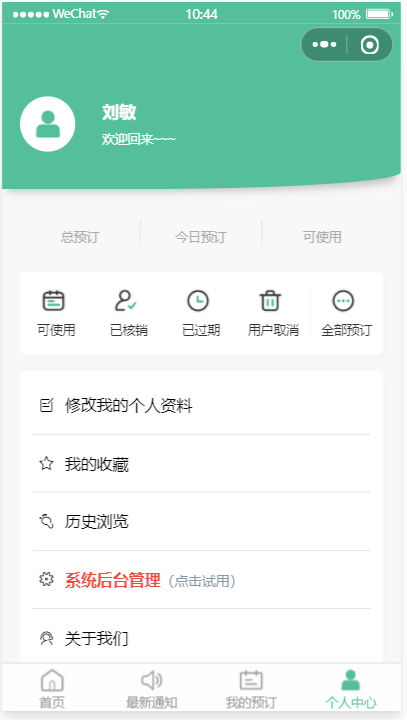 WeChat 10:44 100%
刘敏
欢迎回来~~~
总预订 今日预订 可使用
可使用 已核销 已过期 用户取消 全部预订
修改我的个人资料
我的收藏
历史浏览
系统后台管理（点击试用）
关于我们
首页 最新通知 我的预订 个人中心